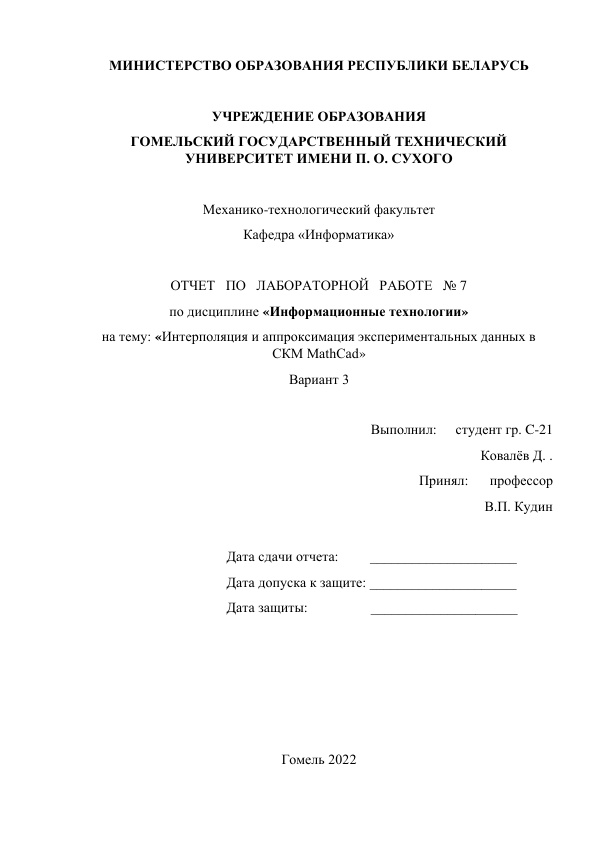 МИНИСТЕРСТВО ОБРАЗОВАНИЯ РЕСПУБЛИКИ БЕЛАРУСЬ
УЧРЕЖДЕНИЕ ОБРАЗОВАНИЯ
ГОМЕЛЬСКИЙ ГОСУДАРСТВЕННЫЙ ТЕХНИЧЕСКИЙ
УНИВЕРСИТЕТ ИМЕНИ П. О. СУХОГО
Механико-технологический факультет
Кафедра «Информатика»
ОТЧЕТ ПО ЛАБОРАТОРНОЙ РАБОТЕ № 7
по дисциплине «Информационные технологии»
на тему: «Интерполяция и аппроксимация экспериментальных данных в
СКМ MathCad»
Вариант 3
Выполнил: студент гр. С-21
Ковалёв Д. .
Принял: профессор
В.П. Кудин
Дата сдачи отчета: _____________________
Дата допуска к защите: _____________________
Дата защиты: _____________________
Гомель 2022